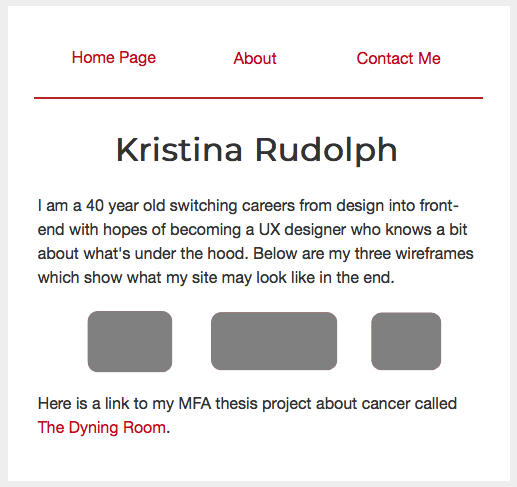 Home Page About Contact Me
Kristina Rudolph
I am a 40 year old switching careers from design into front-
end with hopes of becoming a UX designer who knows a bit
about what's under the hood. Below are my three wireframes
which show what my site may look like in the end.
Here is a link to my MFA thesis project about cancer called
The Dyning Room.